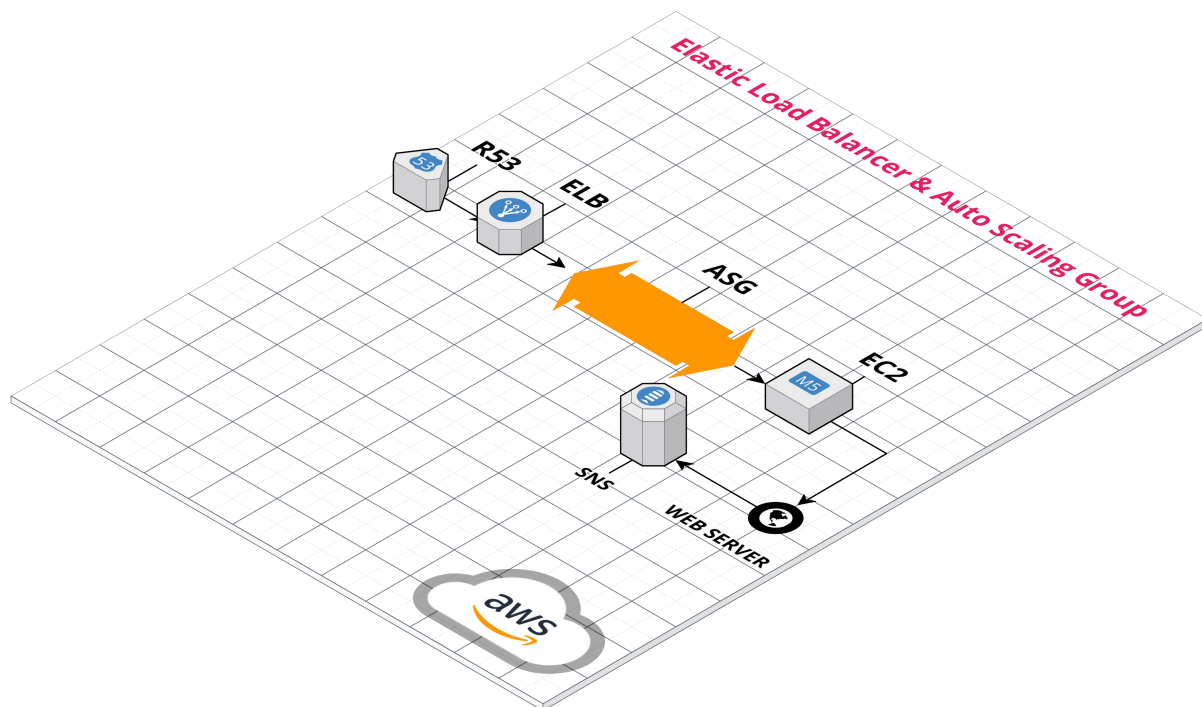 Elastic Load Balancer & Auto Scaling Group
R53
53
ELB
ASG
EC2
M5
SNS
WEB SERVER
aws